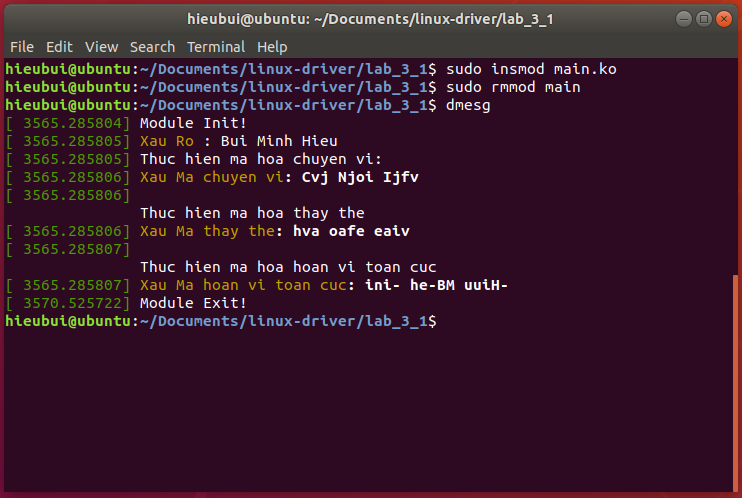 hieubui@ubuntu: ~/Documents/linux-driver/lab_3_1
File Edit View Search Terminal Help
hieubui@ubuntu:~/Documents/linux-driver/lab_3_1$ sudo insmod main.ko
hieubui@ubuntu:~/Documents/linux-driver/lab_3_1$ sudo rmmod main
hieubui@ubuntu:~/Documents/linux-driver/lab_3_1$ dmesg
[ 3565.285804] Module Init!
[ 3565.285805] Xau Ro : Bui Minh Hieu
[ 3565.285805] Thuc hien ma hoa chuyen vi:
[ 3565.285806] Xau Ma chuyen vi: Cvj Njoi Ijfv
[ 3565.285806]
Thuc hien ma hoa thay the
[ 3565.285806] Xau Ma thay the: hva oafe eaiv
[ 3565.285807]
Thuc hien ma hoa hoan vi toan cuc
[ 3565.285807] Xau Ma hoan vi toan cuc: ini- he-BM uuiH-
[ 3570.525722] Module Exit!
hieubui@ubuntu:~/Documents/linux-driver/lab_3_1$